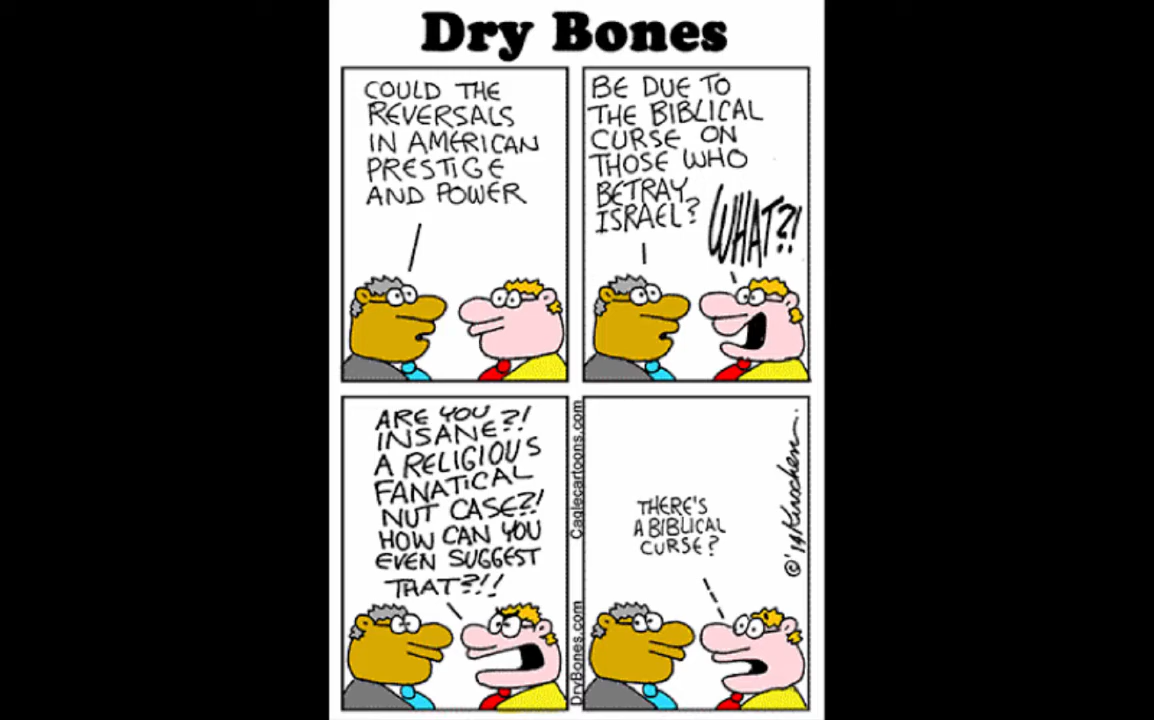 Dry Bones
COULD THE
REVERSALS
IN AMERICAN
PRESTIGE
AND POWER
BE DUE TO
THE BIBLICAL
CURSE ON
THOSE WHO
BETRAY
ISRAEL?
WHAT?!
ARE YOU
INSANE?!
A RELIGIOUS
FANATICAL
NUT CASE?!
HOW CAN YOU
EVEN SUGGEST
THAT?!!
DryBones.com
Caglecartoons.com
THERE'S
A BIBLICAL
CURSE?
©'14 Kirschen